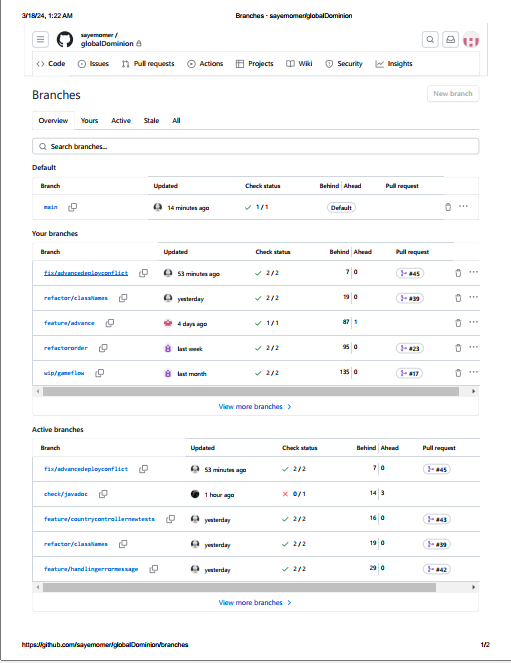 3/18/24, 1:22 AM Branches · sayemomer/globalDominion
sayemomer /
globalDominion
Code Issues Pull requests Actions Projects Wiki Security Insights
Branches New branch
Overview Yours Active Stale All
Search branches...
Default
Branch Updated Check status Behind Ahead Pull request
main 14 minutes ago 1 / 1 Default
Your branches
Branch Updated Check status Behind Ahead Pull request
fix/advancedeployconflict 53 minutes ago 2 / 2 7 0 #45
refactor/classNames yesterday 2 / 2 19 0 #39
feature/advance 4 days ago 1 / 1 87 1
refactororder last week 2 / 2 95 0 #23
wip/gameflow last month 2 / 2 135 0 #17
View more branches
Active branches
Branch Updated Check status Behind Ahead Pull request
fix/advancedeployconflict 53 minutes ago 2 / 2 7 0 #45
check/javadoc 1 hour ago 0 / 1 14 3
feature/countrycontrollernewtests yesterday 2 / 2 16 0 #43
refactor/classNames yesterday 2 / 2 19 0 #39
feature/handlingerrormessage yesterday 2 / 2 29 0 #42
View more branches
https://github.com/sayemomer/globalDominion/branches 1/2